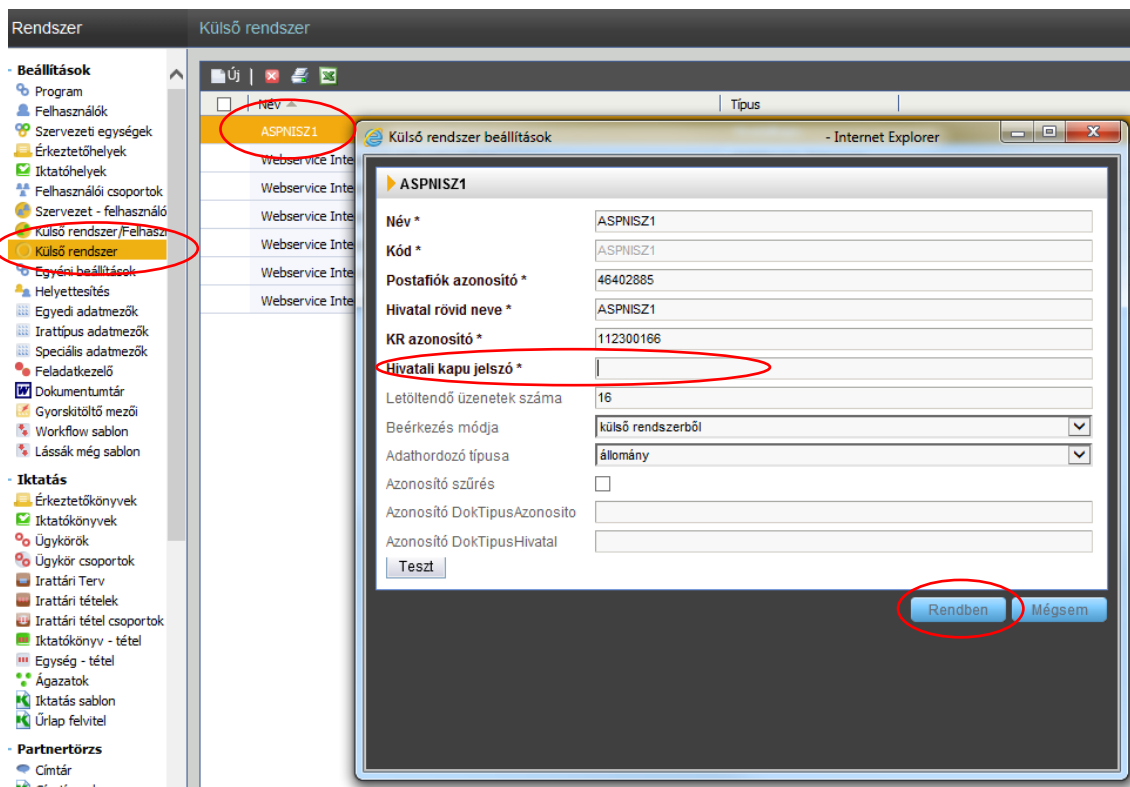 Rendszer
Külső rendszer
Beállítások
Program
Felhasználók
Szervezeti egységek
Érkeztetőhelyek
Iktatóhelyek
Felhasználói csoportok
Szervezet - felhasználó
Külső rendszer/Felhasz
Külső rendszer
Egyéni beállítások
Helyettesítés
Egyedi adatmezők
Irattípus adatmezők
Speciális adatmezők
Feladatkezelő
Dokumentumtár
Gyorskitöltő mezői
Workflow sablon
Lássák még sablon
Iktatás
Érkeztetőkönyvek
Iktatókönyvek
Ügykörök
Ügykör csoportok
Irattári Terv
Irattári tételek
Irattári tétel csoportok
Iktatókönyv - tétel
Egység - tétel
Ágazatok
Iktatás sablon
Űrlap felvitel
Partnertörzs
Címtár
Új
Név
Típus
ASPNISZ1
Webservice Inte
Webservice Inte
Webservice Inte
Webservice Inte
Webservice Inte
Webservice Inte
Külső rendszer beállítások - Internet Explorer
ASPNISZ1
Név * ASPNISZ1
Kód * ASPNISZ1
Postafiók azonosító * 46402885
Hivatal rövid neve * ASPNISZ1
KR azonosító * 112300166
Hivatali kapu jelszó *
Letöltendő üzenetek száma 16
Beérkezés módja külső rendszerből
Adathordozó típusa állomány
Azonosító szűrés
Azonosító DokTipusAzonosito
Azonosító DokTipusHivatal
Teszt
Rendben Mégsem